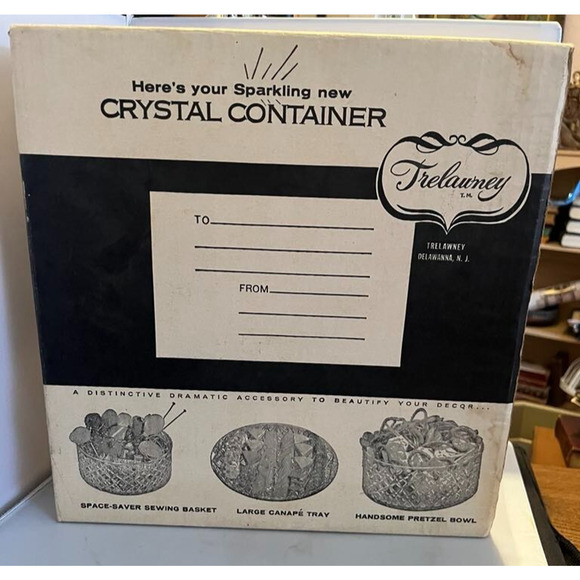 Here's your Sparkling new
CRYSTAL CONTAINER
Trelawney
T.M.
TRELAWNEY
DELAWANNA, N. J.
TO
FROM
A DISTINCTIVE DRAMATIC ACCESSORY TO BEAUTIFY YOUR DECOR...
SPACE-SAVER SEWING BASKET
LARGE CANAPÉ TRAY
HANDSOME PRETZEL BOWL